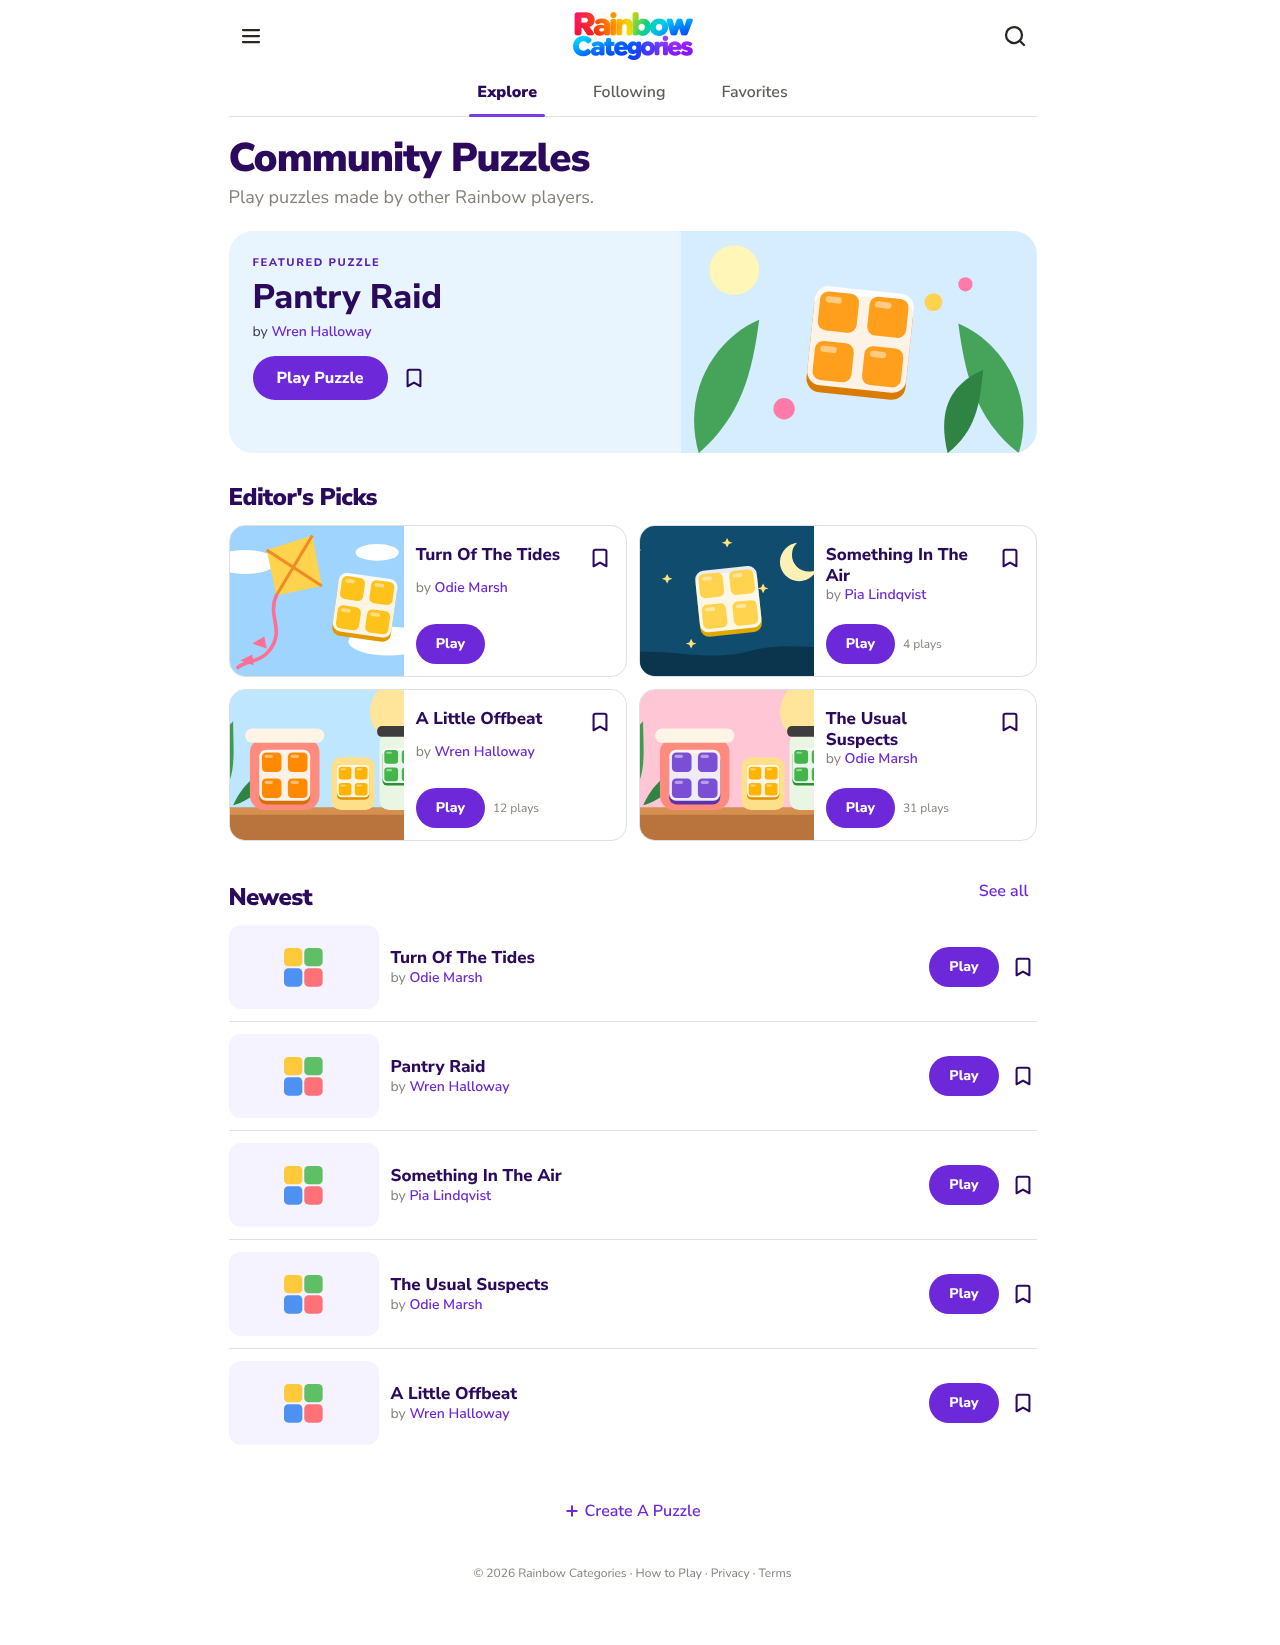 Rainbow
Categories
Explore Following Favorites
Community Puzzles
Play puzzles made by other Rainbow players.
FEATURED PUZZLE
Pantry Raid
by Wren Halloway
Play Puzzle
Editor's Picks
Turn Of The Tides
by Odie Marsh
Play
Something In The
Air
by Pia Lindqvist
Play 4 plays
A Little Offbeat
by Wren Halloway
Play 12 plays
The Usual
Suspects
by Odie Marsh
Play 31 plays
Newest
See all
Turn Of The Tides
by Odie Marsh
Play
Pantry Raid
by Wren Halloway
Play
Something In The Air
by Pia Lindqvist
Play
The Usual Suspects
by Odie Marsh
Play
A Little Offbeat
by Wren Halloway
Play
+ Create A Puzzle
© 2026 Rainbow Categories · How to Play · Privacy · Terms